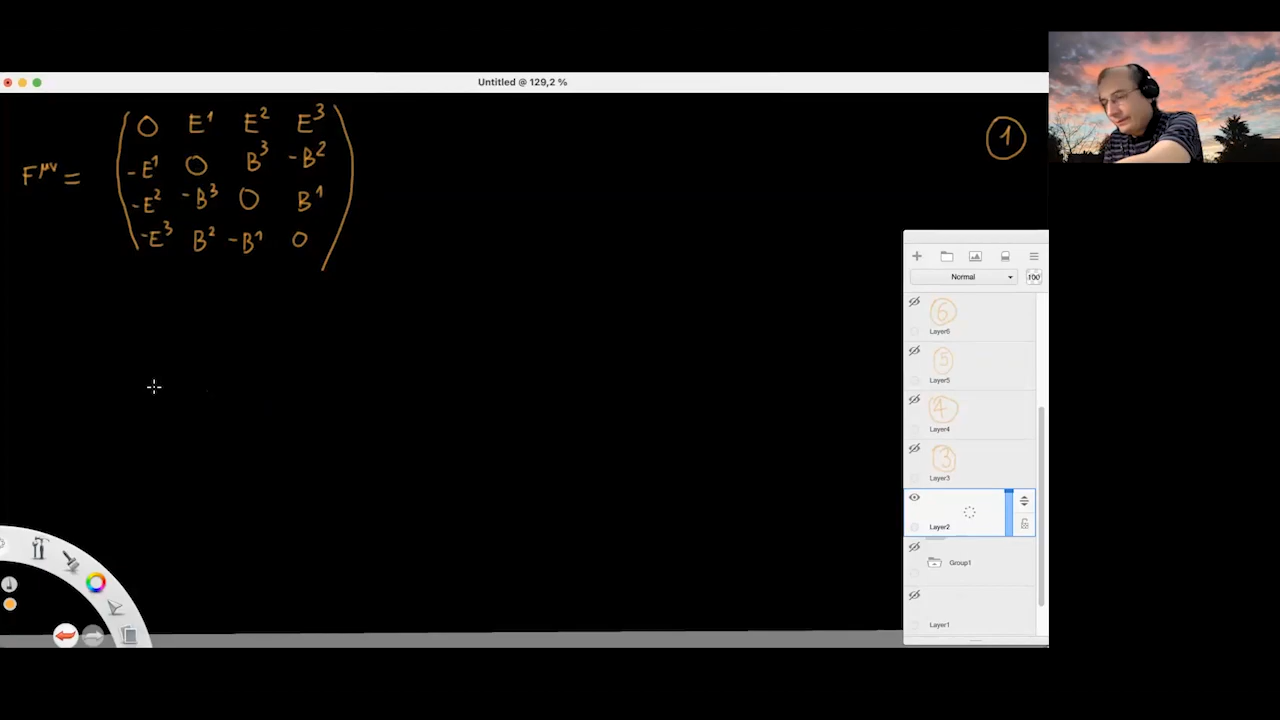 Untitled @ 129,2 %
0 E¹ E² E³
-E¹ 0 B³ -B²
F^μν =
-E² -B³ 0 B¹
-E³ B² -B¹ 0
1
Normal
100
6
Layer6
5
Layer5
4
Layer4
3
Layer3
Layer2
Group1
Layer1